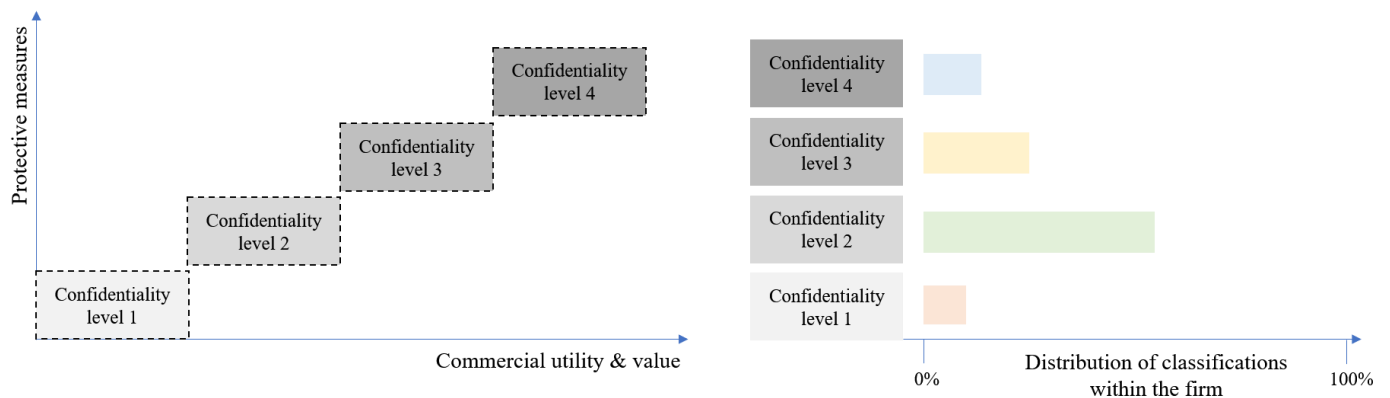 Protective measures
Confidentiality
level 4
Confidentiality
level 3
Confidentiality
level 2
Confidentiality
level 1
Commercial utility & value
Confidentiality
level 4
Confidentiality
level 3
Confidentiality
level 2
Confidentiality
level 1
0%
Distribution of classifications
within the firm
100%